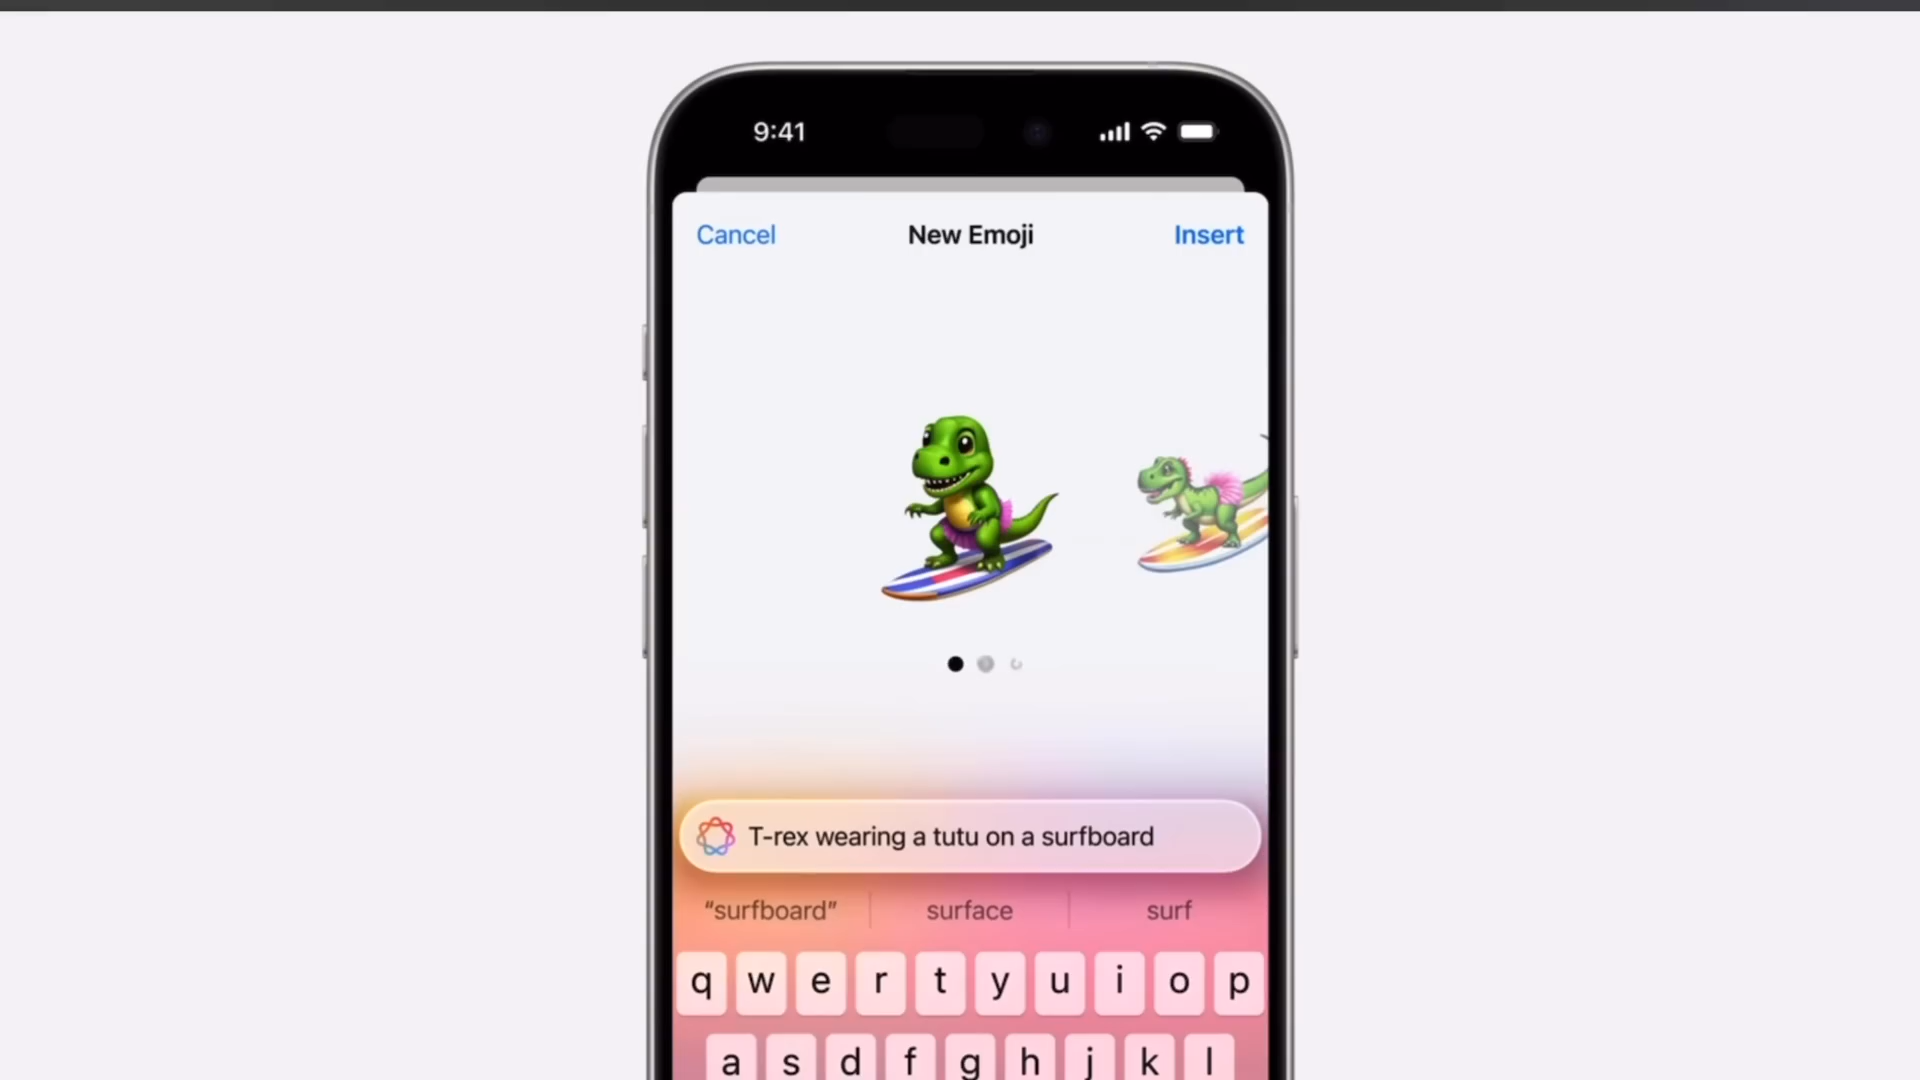 9:41
Cancel New Emoji Insert
T-rex wearing a tutu on a surfboard
“surfboard” surface surf
q w e r t y u i o p
a s d f g h j k l